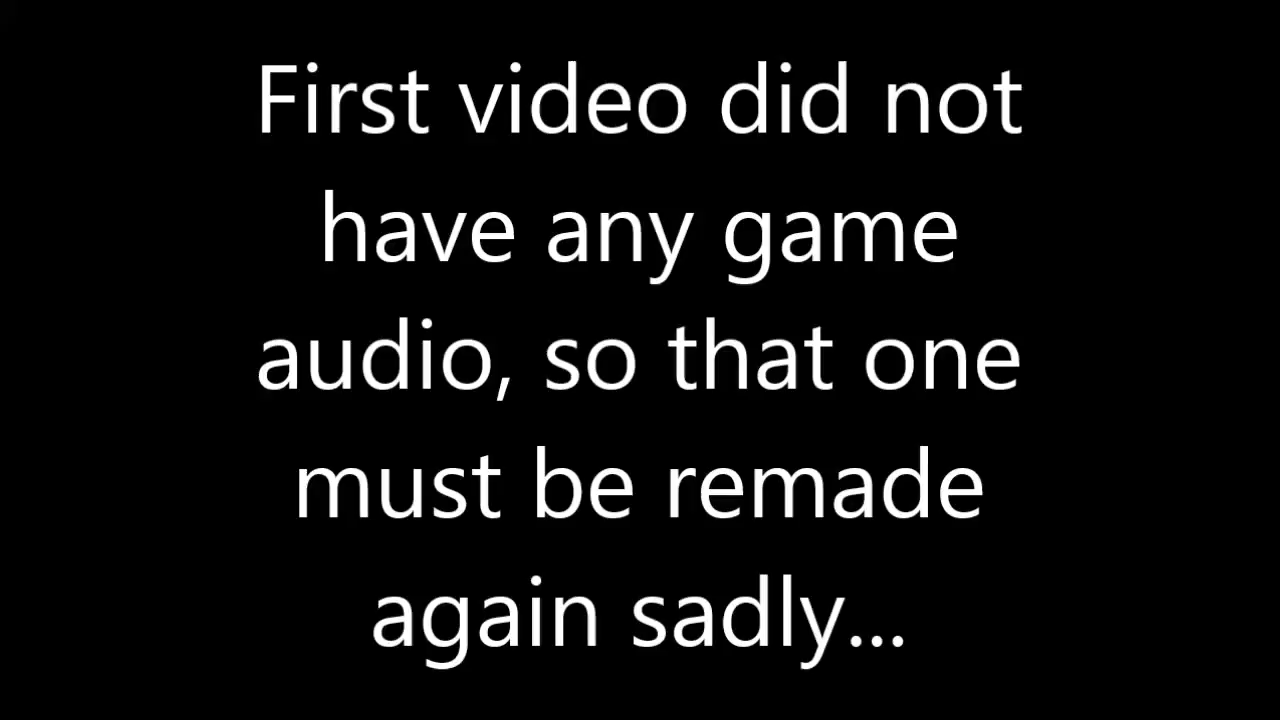 First video did not
have any game
audio, so that one
must be remade
again sadly...